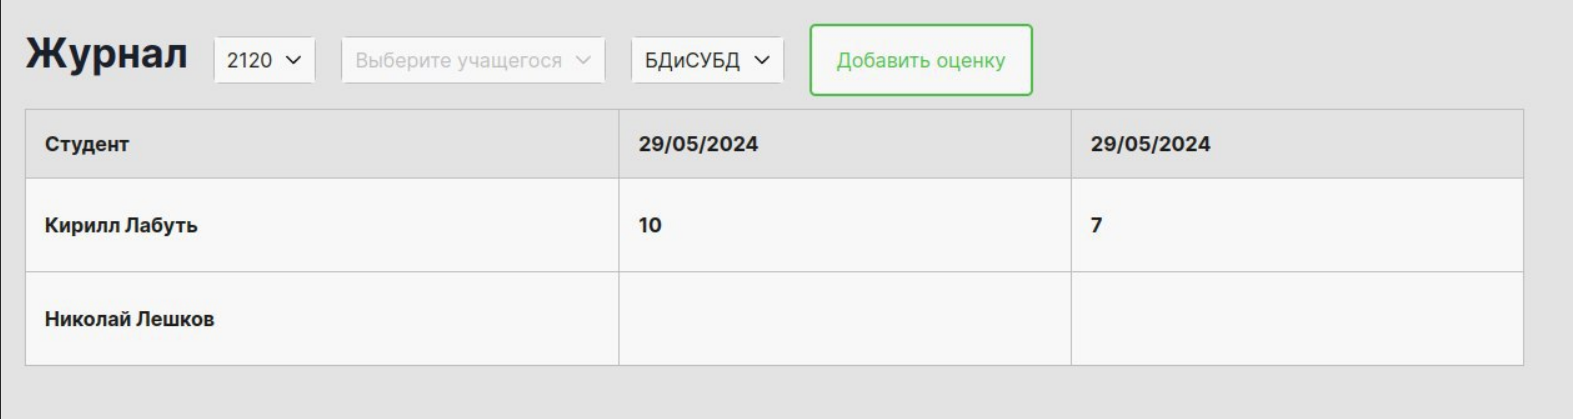 Журнал 2120 Выберите учащегося БДиСУБД Добавить оценку
Студент 29/05/2024 29/05/2024
Кирилл Лабуть 10 7
Николай Лешков